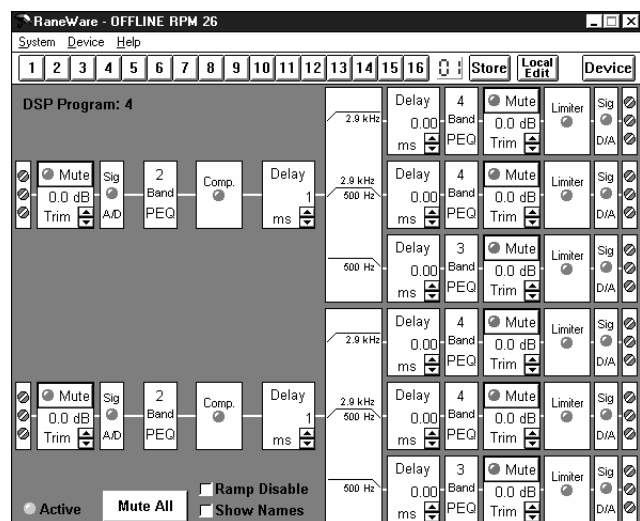 RaneWare - OFFLINE RPM 26
System Device Help
1 2 3 4 5 6 7 8 9 10 11 12 13 14 15 16 01 Store Local Edit Device
DSP Program: 4
2.9 kHz
Delay 0.00 ms
4 Band PEQ
Mute 0.0 dB Trim
Limiter
Sig D/A
Mute 0.0 dB Trim
Sig A/D
2 Band PEQ
Comp.
Delay 1 ms
2.9 kHz 500 Hz
Delay 0.00 ms
4 Band PEQ
Mute 0.0 dB Trim
Limiter
Sig D/A
500 Hz
Delay 0.00 ms
3 Band PEQ
Mute 0.0 dB Trim
Limiter
Sig D/A
2.9 kHz
Delay 0.00 ms
4 Band PEQ
Mute 0.0 dB Trim
Limiter
Sig D/A
Mute 0.0 dB Trim
Sig A/D
2 Band PEQ
Comp.
Delay 1 ms
2.9 kHz 500 Hz
Delay 0.00 ms
4 Band PEQ
Mute 0.0 dB Trim
Limiter
Sig D/A
500 Hz
Delay 0.00 ms
3 Band PEQ
Mute 0.0 dB Trim
Limiter
Sig D/A
Active
Mute All
Ramp Disable
Show Names